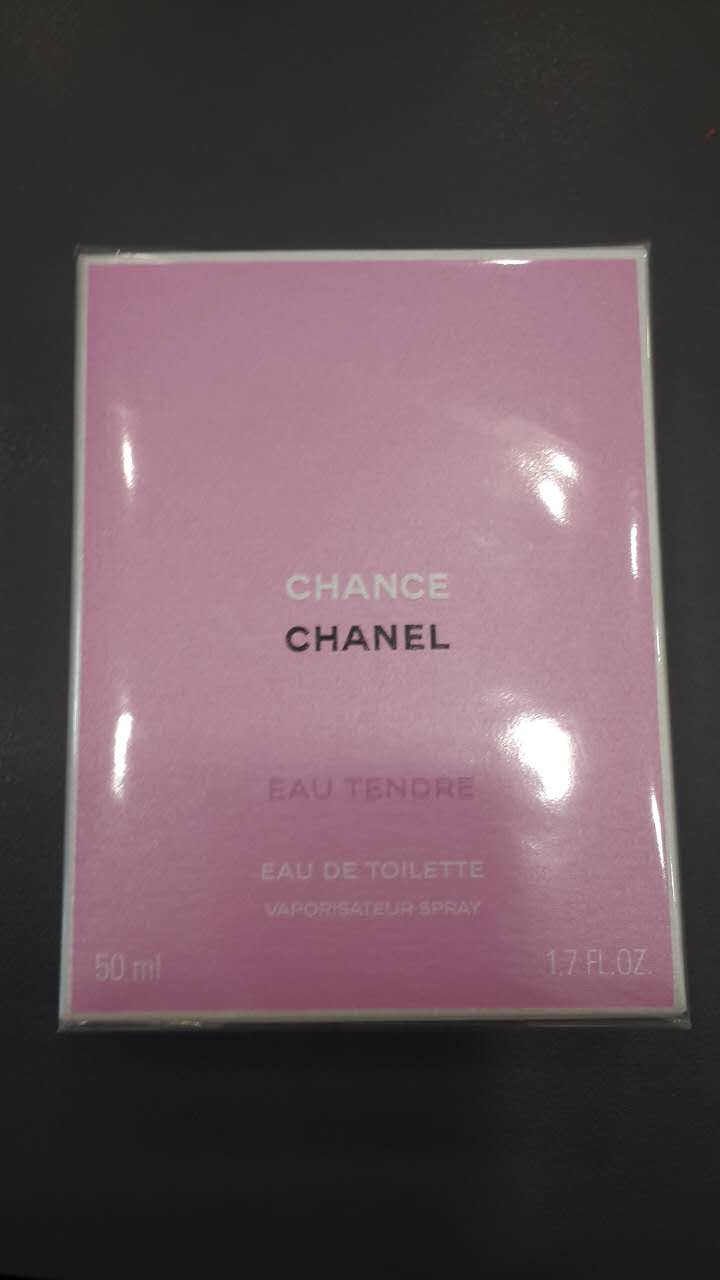 CHANCE
CHANEL
EAU TENDRE
EAU DE TOILETTE
VAPORISATEUR SPRAY
50 ml 1.7 FL.OZ.